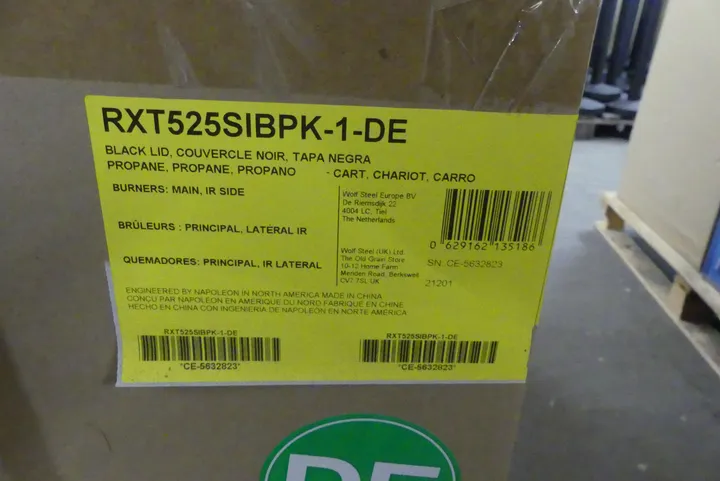 RXT525SIBPK-1-DE
BLACK LID, COUVERCLE NOIR, TAPA NEGRA
PROPANE, PROPANE, PROPANO - CART, CHARIOT, CARRO
BURNERS: MAIN, IR SIDE
BRÛLEURS : PRINCIPAL, LATÉRAL IR
QUEMADORES: PRINCIPAL, IR LATERAL
Wolf Steel Europe BV
De Riemsdijk 22
4004 LC, Tiel
The Netherlands
Wolf Steel (UK) Ltd
The Old Grain Store
10-12 Home Farm
Meriden Road, Berkswell
CV7 7SL UK
0 629162 135186
SN. CE-5632823
21201
ENGINEERED BY NAPOLEON IN NORTH AMERICA MADE IN CHINA
CONÇU PAR NAPOLEON EN AMERIQUE DU NORD FABRIQUE EN CHINE
HECHO EN CHINA CON INGENIERIA DE NAPOLEON EN NORTE AMÉRICA
RXT525SIBPK-1-DE
*CE-5632823*
RXT525SIBPK-1-DE
*CE-5632823*
DE